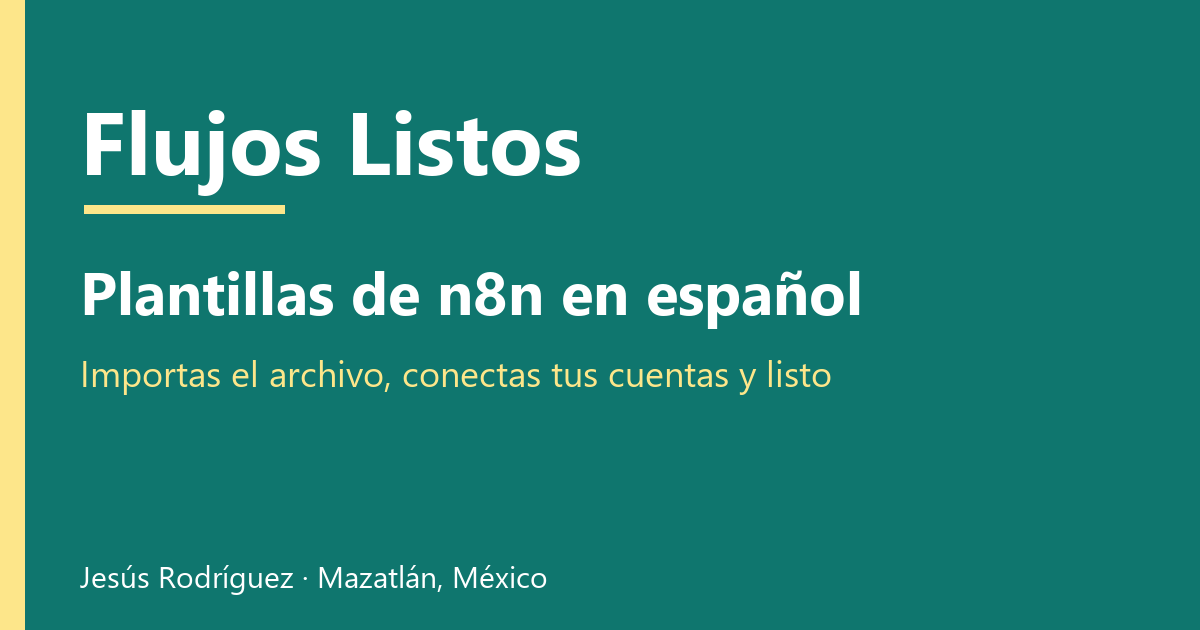 Flujos Listos
Plantillas de n8n en español
Importas el archivo, conectas tus cuentas y listo
Jesús Rodríguez · Mazatlán, México